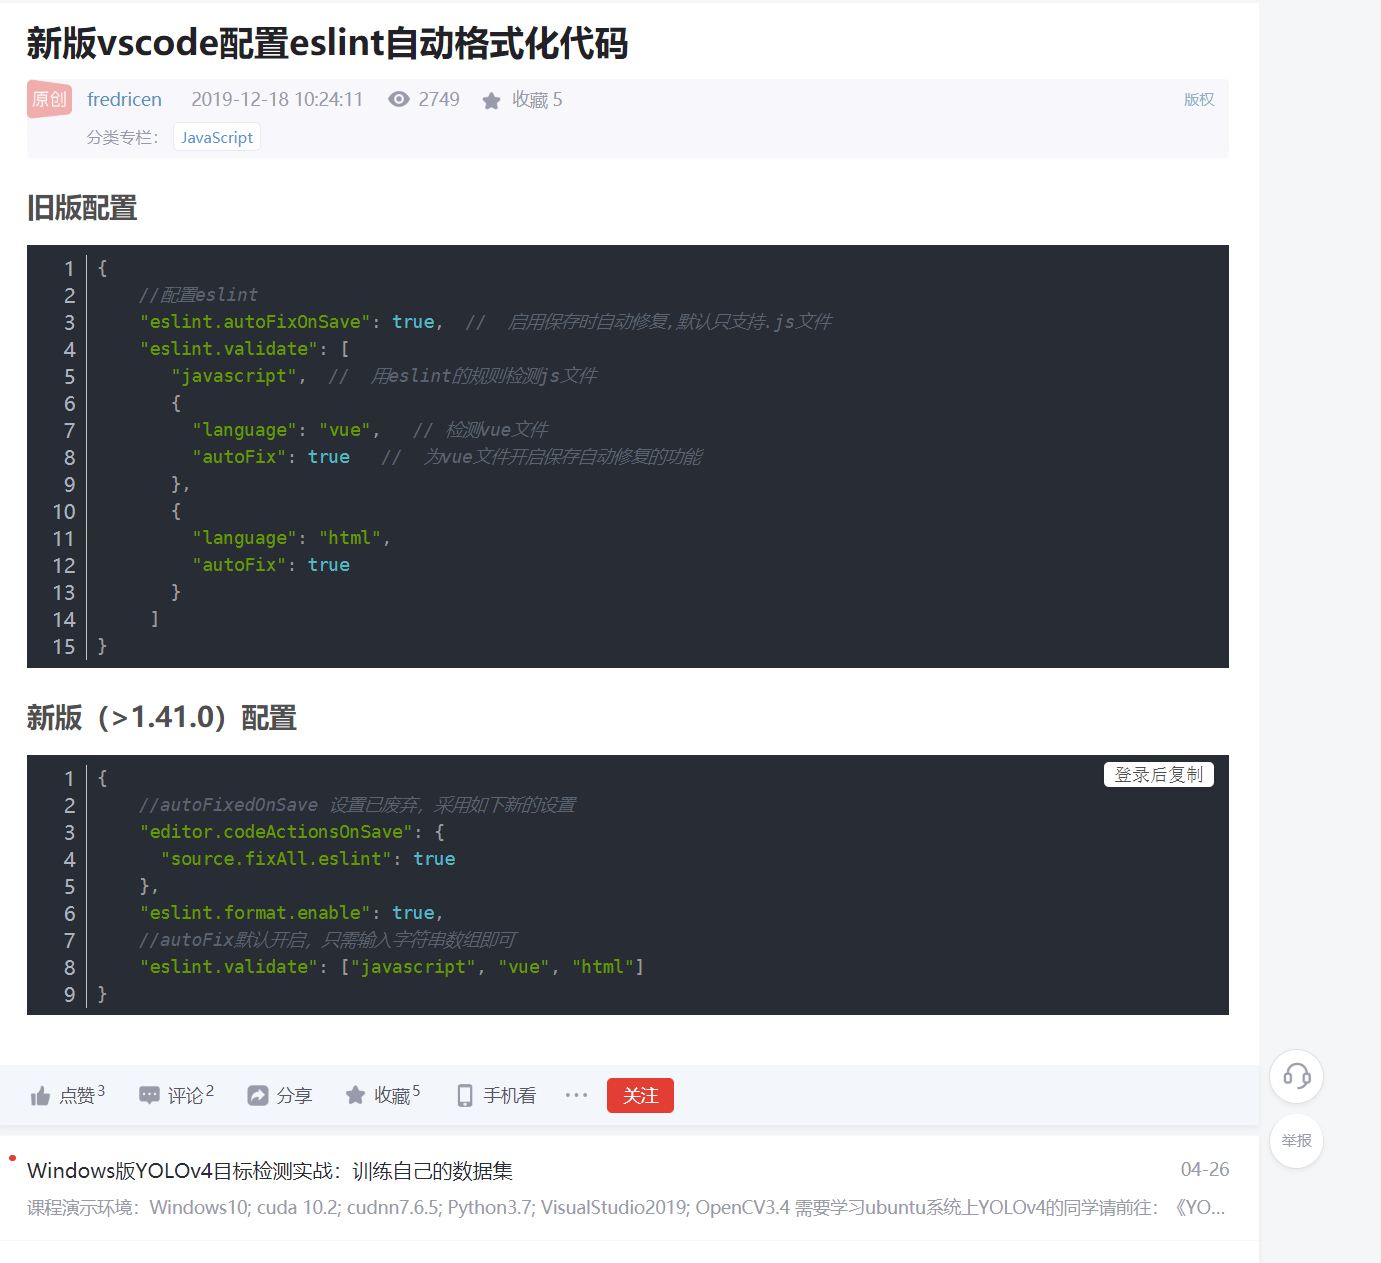 新版vscode配置eslint自动格式化代码
原创 fredricen 2019-12-18 10:24:11 2749 收藏 5 版权
分类专栏： JavaScript
旧版配置
1 {
2     //配置eslint
3     "eslint.autoFixOnSave": true,  //  启用保存时自动修复,默认只支持.js文件
4     "eslint.validate": [
5        "javascript",  //  用eslint的规则检测js文件
6        {
7          "language": "vue",   // 检测vue文件
8          "autoFix": true   //  为vue文件开启保存自动修复的功能
9        },
10        {
11          "language": "html",
12          "autoFix": true
13        }
14      ]
15 }
新版（>1.41.0）配置
登录后复制
1 {
2     //autoFixedOnSave 设置已废弃，采用如下新的设置
3     "editor.codeActionsOnSave": {
4       "source.fixAll.eslint": true
5     },
6     "eslint.format.enable": true,
7     //autoFix默认开启，只需输入字符串数组即可
8     "eslint.validate": ["javascript", "vue", "html"]
9 }
点赞 3 评论 2 分享 收藏 5 手机看 ··· 关注
举报
Windows版YOLOv4目标检测实战：训练自己的数据集 04-26
课程演示环境：Windows10; cuda 10.2; cudnn7.6.5; Python3.7; VisualStudio2019; OpenCV3.4 需要学习ubuntu系统上YOLOv4的同学请前往：《YO...